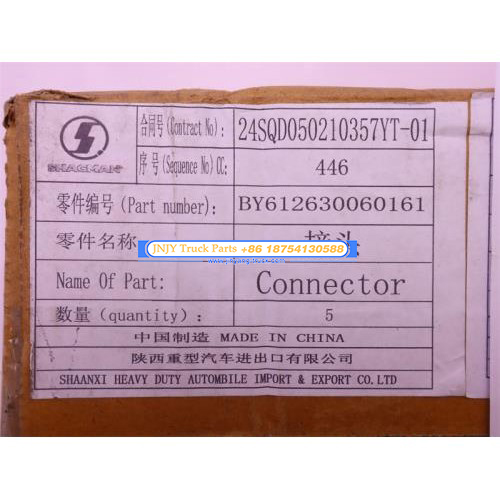 合同号(Contract No): 24SQD050210357YT-01
SHACMAN
序号(Sequence No)CC: 446
零件编号(Part number): BY612630060161
零件名称 接头
JNJY Truck Parts +86 18754130588
Name Of Part: Connector
数量(quantity): 5
中国制造 MADE IN CHINA
陕西重型汽车进出口有限公司
SHAANXI HEAVY DUTY AUTOMBILE IMPORT & EXPORT CO.LTD